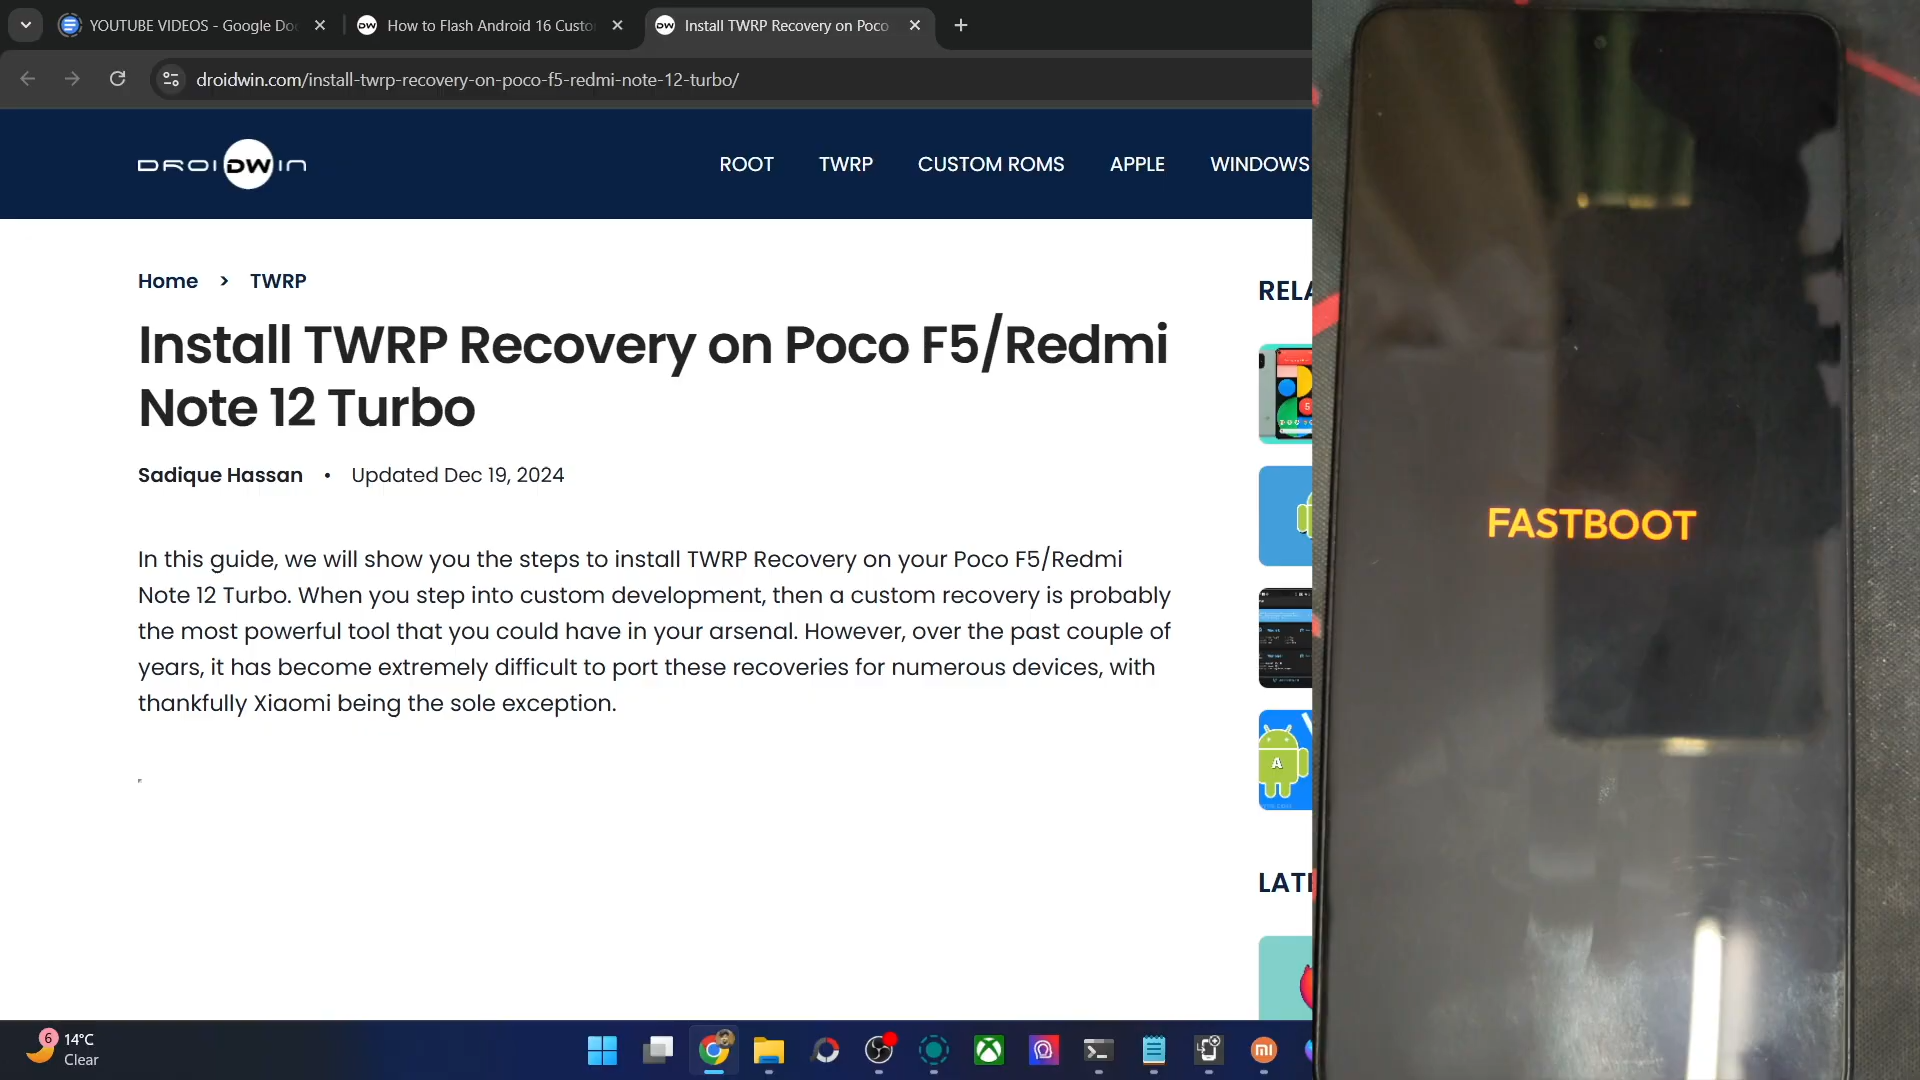 YOUTUBE VIDEOS - Google Do
How to Flash Android 16 Custo
Install TWRP Recovery on Poco
droidwin.com/install-twrp-recovery-on-poco-f5-redmi-note-12-turbo/
DROIDWIN
ROOT TWRP CUSTOM ROMS APPLE WINDOWS
Home > TWRP
Install TWRP Recovery on Poco F5/Redmi
Note 12 Turbo
Sadique Hassan • Updated Dec 19, 2024
In this guide, we will show you the steps to install TWRP Recovery on your Poco F5/Redmi
Note 12 Turbo. When you step into custom development, then a custom recovery is probably
the most powerful tool that you could have in your arsenal. However, over the past couple of
years, it has become extremely difficult to port these recoveries for numerous devices, with
thankfully Xiaomi being the sole exception.
RELA
A
LATE
FASTBOOT
6
14°C
Clear